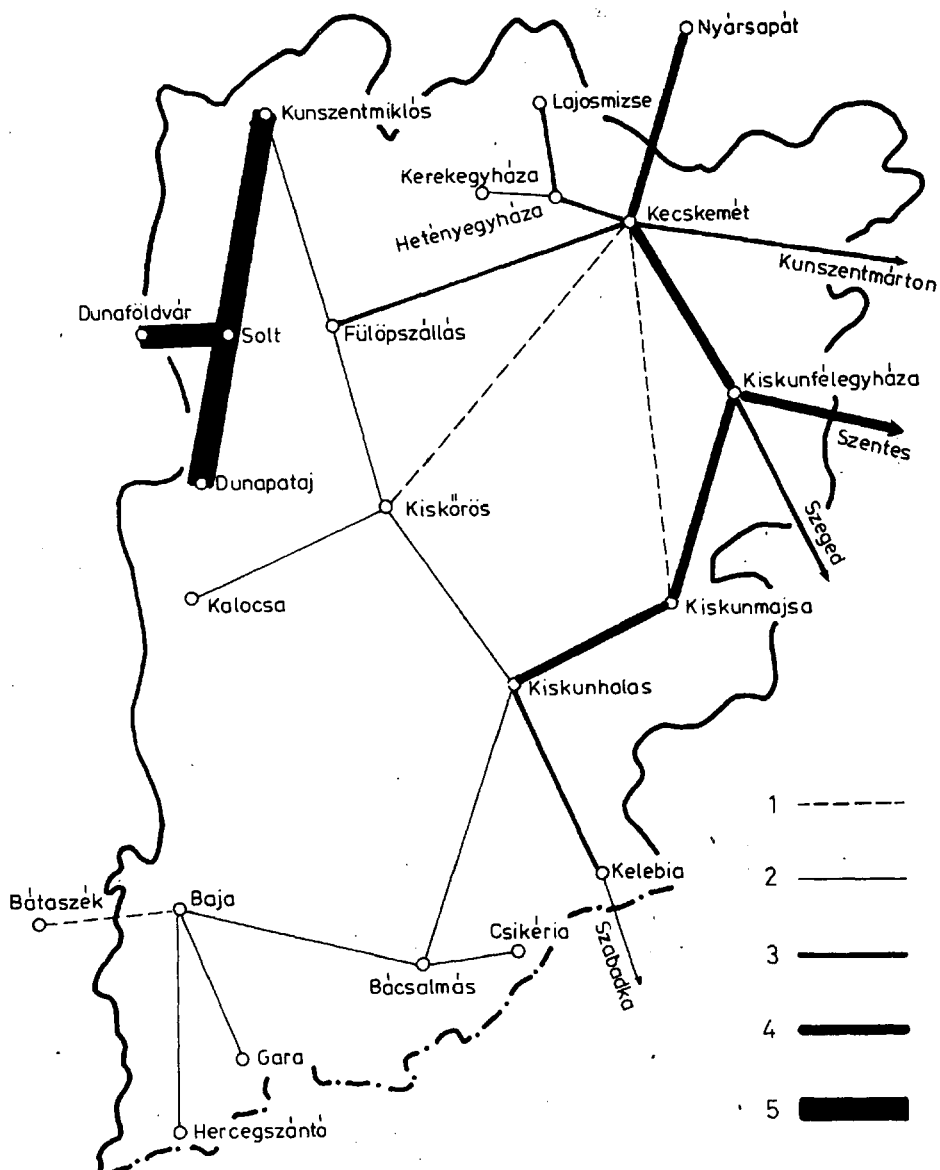 Nyársapát
Lajosmizse
Kunszentmiklós
Kerekegyháza
Hetényegyháza
Kecskemét
Kunszentmárton
Dunaföldvár
Solt
Fülöpszállás
Kiskunfélegyháza
Szentes
Dunapataj
Kiskőrös
Szeged
Kalocsa
Kiskunmajsa
Kiskunhalas
1
2
Kelebia
Bátaszék
Baja
Csikéria
Szabadka
3
Bácsalmás
4
Gara
5
Hercegszántó